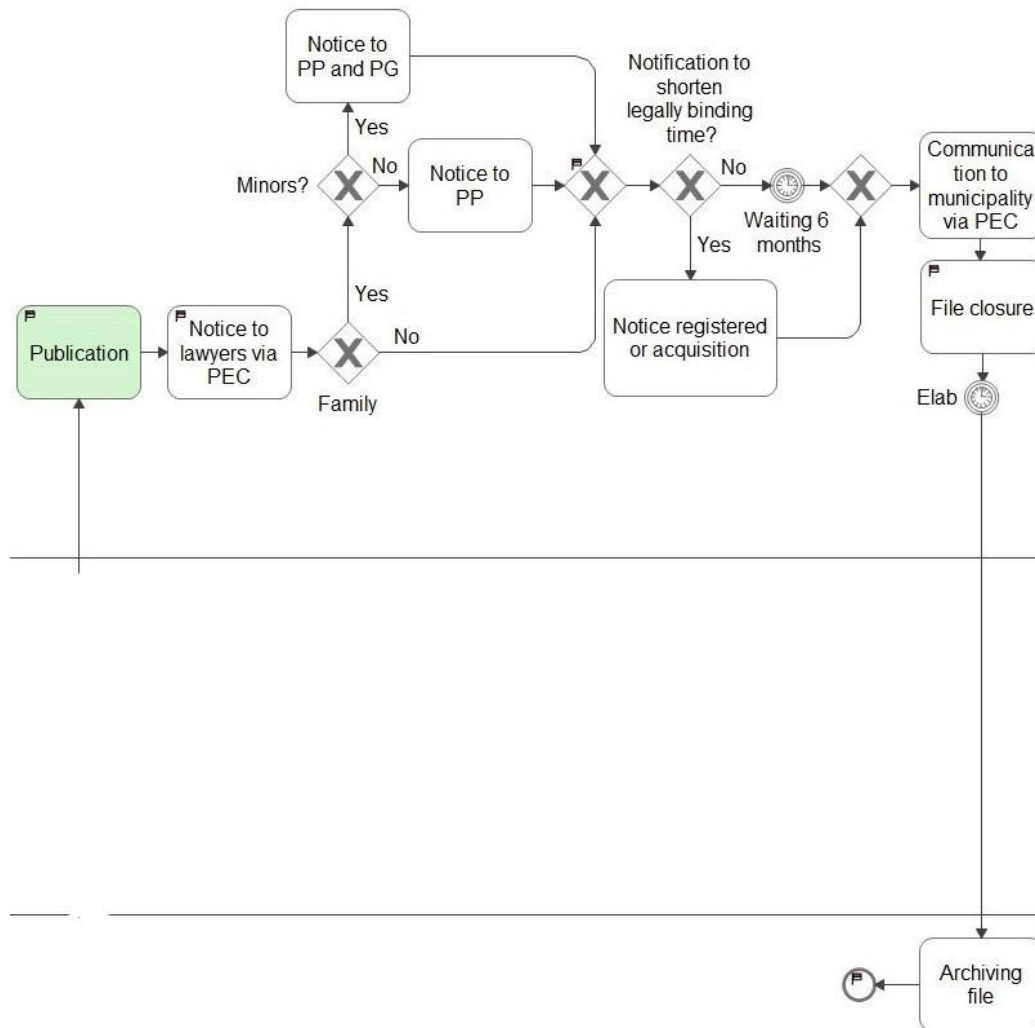 Notice to
PP and PG
Notification to
shorten
legally binding
time?
Yes
Minors?
No
Notice to
PP
No
Waiting 6
months
Communica
tion to
municipality
via PEC
Yes
Yes
Publication
Notice to
lawyers via
PEC
No
Family
Notice registered
or acquisition
File closure
Elab
Archiving
file